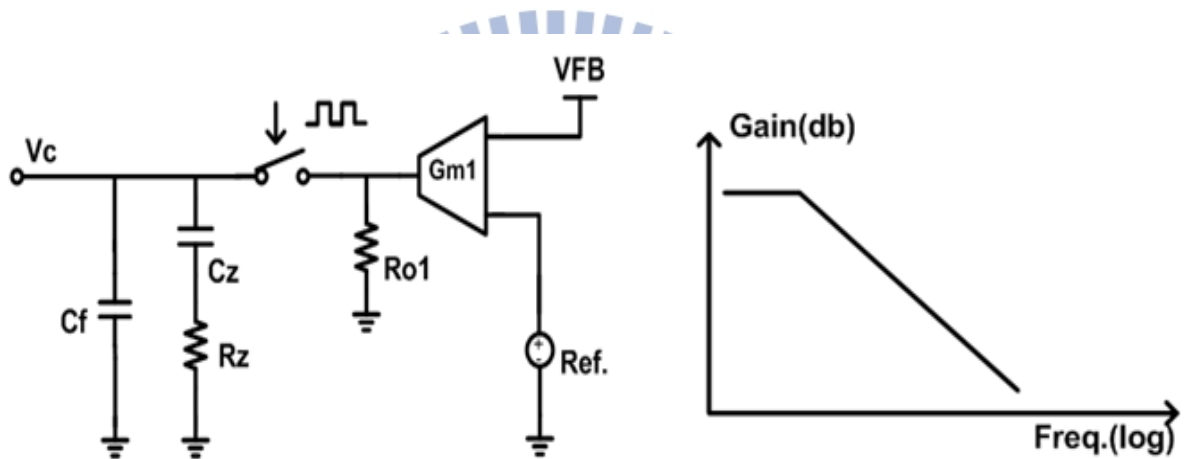 VFB
Vc
Gm1
Cz
Ro1
Cf
Rz
+
-
Ref.
Gain(db)
Freq.(log)